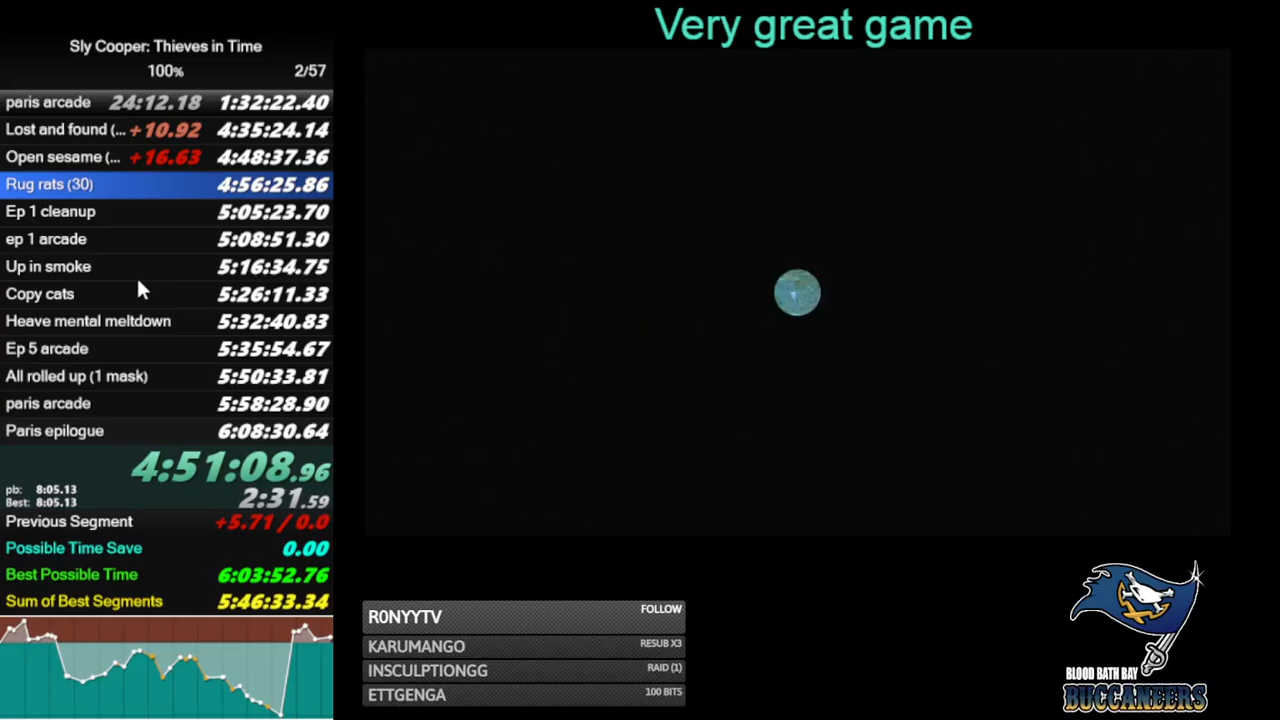 Very great game
Sly Cooper: Thieves in Time
100% 2/57
paris arcade 24:12.18 1:32:22.40
Lost and found (... +10.92 4:35:24.14
Open sesame (... +16.63 4:48:37.36
Rug rats (30) 4:56:25.86
Ep 1 cleanup 5:05:23.70
ep 1 arcade 5:08:51.30
Up in smoke 5:16:34.75
Copy cats 5:26:11.33
Heave mental meltdown 5:32:40.83
Ep 5 arcade 5:35:54.67
All rolled up (1 mask) 5:50:33.81
paris arcade 5:58:28.90
Paris epilogue 6:08:30.64
4:51:08.96
pb: 8:05.13
Best: 8:05.13
2:31.59
Previous Segment +5.71 / 0.0
Possible Time Save 0.00
Best Possible Time 6:03:52.76
Sum of Best Segments 5:46:33.34
R0NYYTV FOLLOW
KARUMANGO RESUB X3
INSCULPTIONGG RAID (1)
ETTGENGA 100 BITS
BLOOD BATH BAY
BUCCANEERS